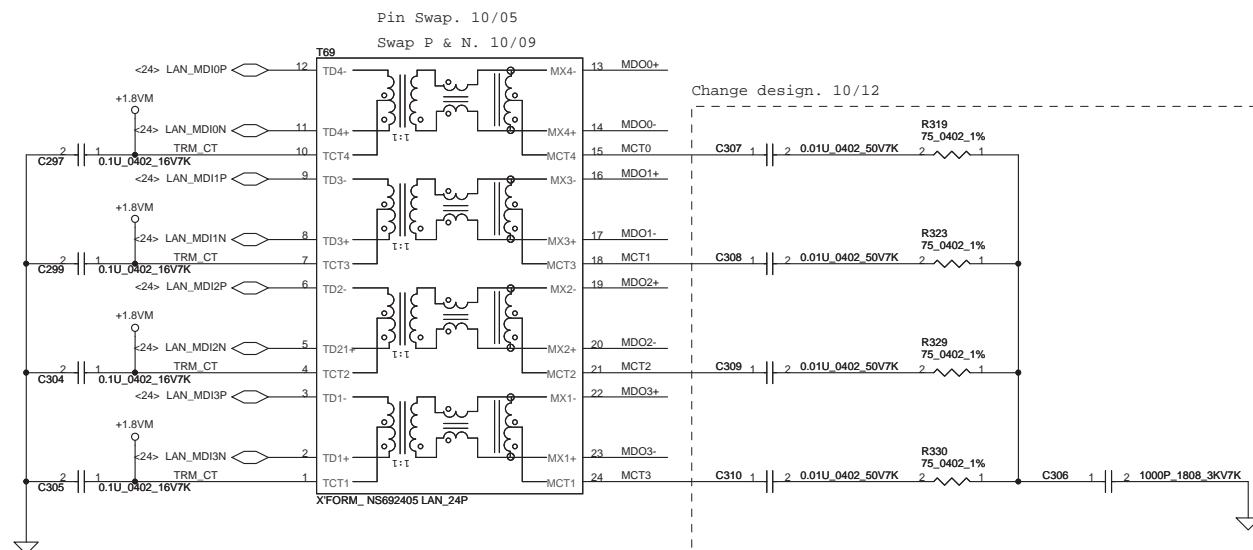 Pin Swap. 10/05
Swap P & N. 10/09
T69
<24> LAN_MDI0P 12 TD4- MX4- 13 MDO0+
Change design. 10/12
+1.8VM
<24> LAN_MDI0N 11 TD4+ 1:1 MX4+ 14 MDO0-
R319
75_0402_1%
2 1 TRM_CT 10 TCT4 MCT4 15 MCT0 C307 1 2 0.01U_0402_50V7K 2 1
C297 0.1U_0402_16V7K
<24> LAN_MDI1P 9 TD3- MX3- 16 MDO1+
+1.8VM
<24> LAN_MDI1N 8 TD3+ 1:1 MX3+ 17 MDO1-
R323
75_0402_1%
2 1 TRM_CT 7 TCT3 MCT3 18 MCT1 C308 1 2 0.01U_0402_50V7K 2 1
C299 0.1U_0402_16V7K
<24> LAN_MDI2P 6 TD2- MX2- 19 MDO2+
+1.8VM
<24> LAN_MDI2N 5 TD21+ 1:1 MX2+ 20 MDO2-
R329
75_0402_1%
2 1 TRM_CT 4 TCT2 MCT2 21 MCT2 C309 1 2 0.01U_0402_50V7K 2 1
C304 0.1U_0402_16V7K
<24> LAN_MDI3P 3 TD1- MX1- 22 MDO3+
+1.8VM
<24> LAN_MDI3N 2 TD1+ 1:1 MX1+ 23 MDO3-
R330
75_0402_1%
2 1 TRM_CT 1 TCT1 MCT1 24 MCT3 C310 1 2 0.01U_0402_50V7K 2 1 C306 1 2 1000P_1808_3KV7K
C305 0.1U_0402_16V7K
X'FORM_ NS692405 LAN_24P